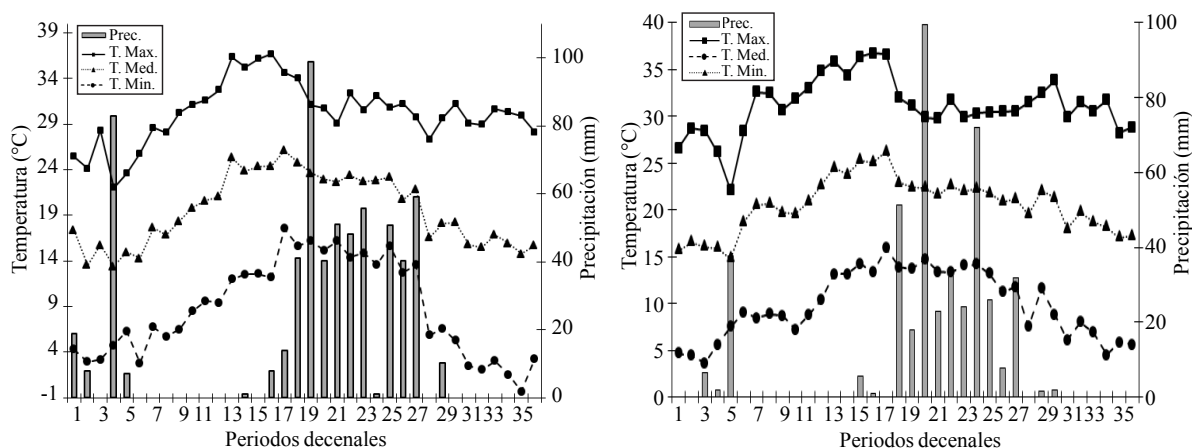 39
34
29
24
19
14
9
4
-1
Temperatura (°C)
Prec.
T. Max.
T. Med.
T. Min.
100
80
60
40
20
0
Precipitación (mm)
1 3 5 7 9 11 13 15 17 19 21 23 25 27 29 31 33 35
Periodos decenales
40
35
30
25
20
15
10
5
0
Temperatura (°C)
Prec.
T. Max.
T. Med.
T. Min.
100
80
60
40
20
0
Precipitación (mm)
1 3 5 7 9 11 13 15 17 19 21 23 25 27 29 31 33 35
Periodos decenales